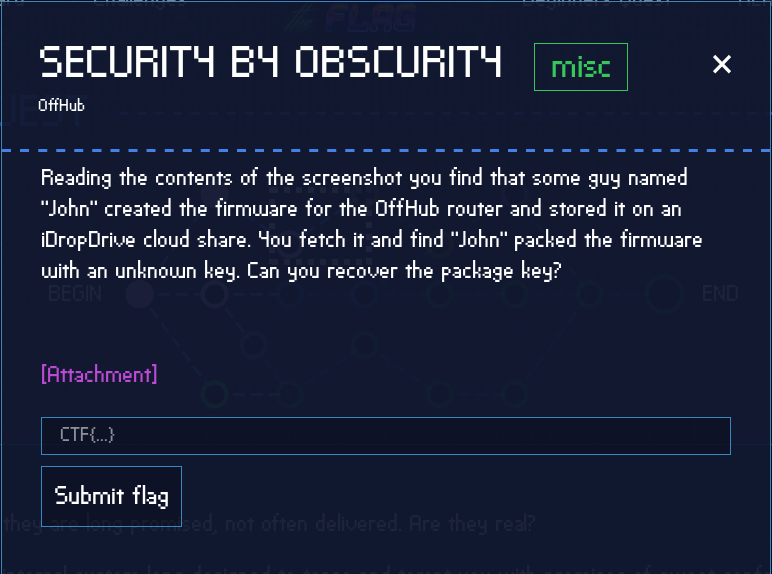 SECURITY BY OBSCURITY misc
OffHub
Reading the contents of the screenshot you find that some guy named
"John" created the firmware for the OffHub router and stored it on an
iDropDrive cloud share. You fetch it and find "John" packed the firmware
with an unknown key. Can you recover the package key?
BEGIN END
[Attachment]
CTF{...}
Submit flag
they are long promised, not often delivered. Are they real?